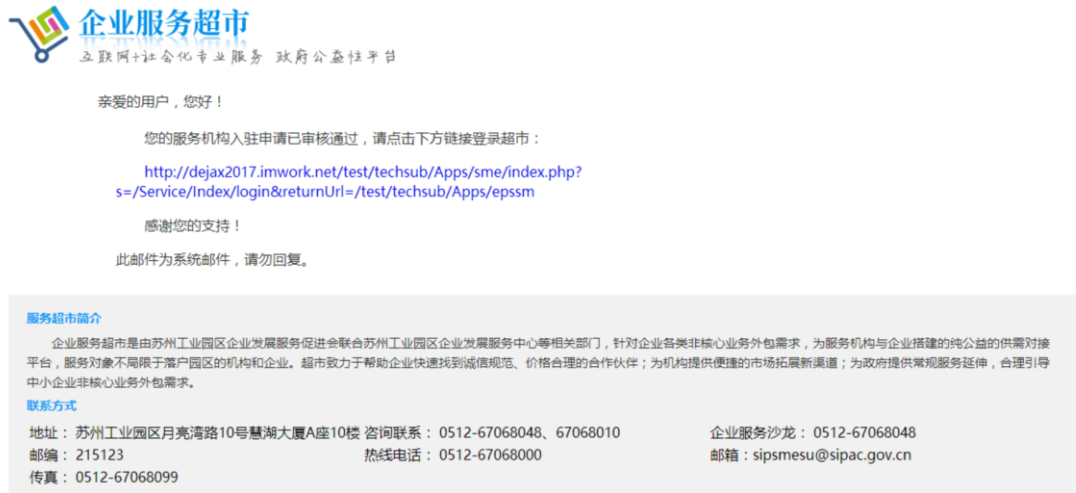 企业服务超市
互联网+社会化专业服务 政府公益性平台
亲爱的用户，您好！
您的服务机构入驻申请已审核通过，请点击下方链接登录超市：
http://dejax2017.imwork.net/test/techsub/Apps/sme/index.php?
s=/Service/Index/login&returnUrl=/test/techsub/Apps/epssm
感谢您的支持！
此邮件为系统邮件，请勿回复。
服务超市简介
企业服务超市是由苏州工业园区企业发展服务促进会联合苏州工业园区企业发展服务中心等相关部门，针对企业各类非核心业务外包需求，为服务机构与企业搭建的纯公益的供需对接
平台，服务对象不局限于落户园区的机构和企业。超市致力于帮助企业快速找到诚信规范、价格合理的合作伙伴；为机构提供便捷的市场拓展新渠道；为政府提供常规服务延伸，合理引导
中小企业非核心业务外包需求。
联系方式
地址： 苏州工业园区月亮湾路10号慧湖大厦A座10楼 咨询联系： 0512-67068048、67068010 企业服务沙龙： 0512-67068048
邮编： 215123 热线电话： 0512-67068000 邮箱：sipsmesu@sipac.gov.cn
传真： 0512-67068099